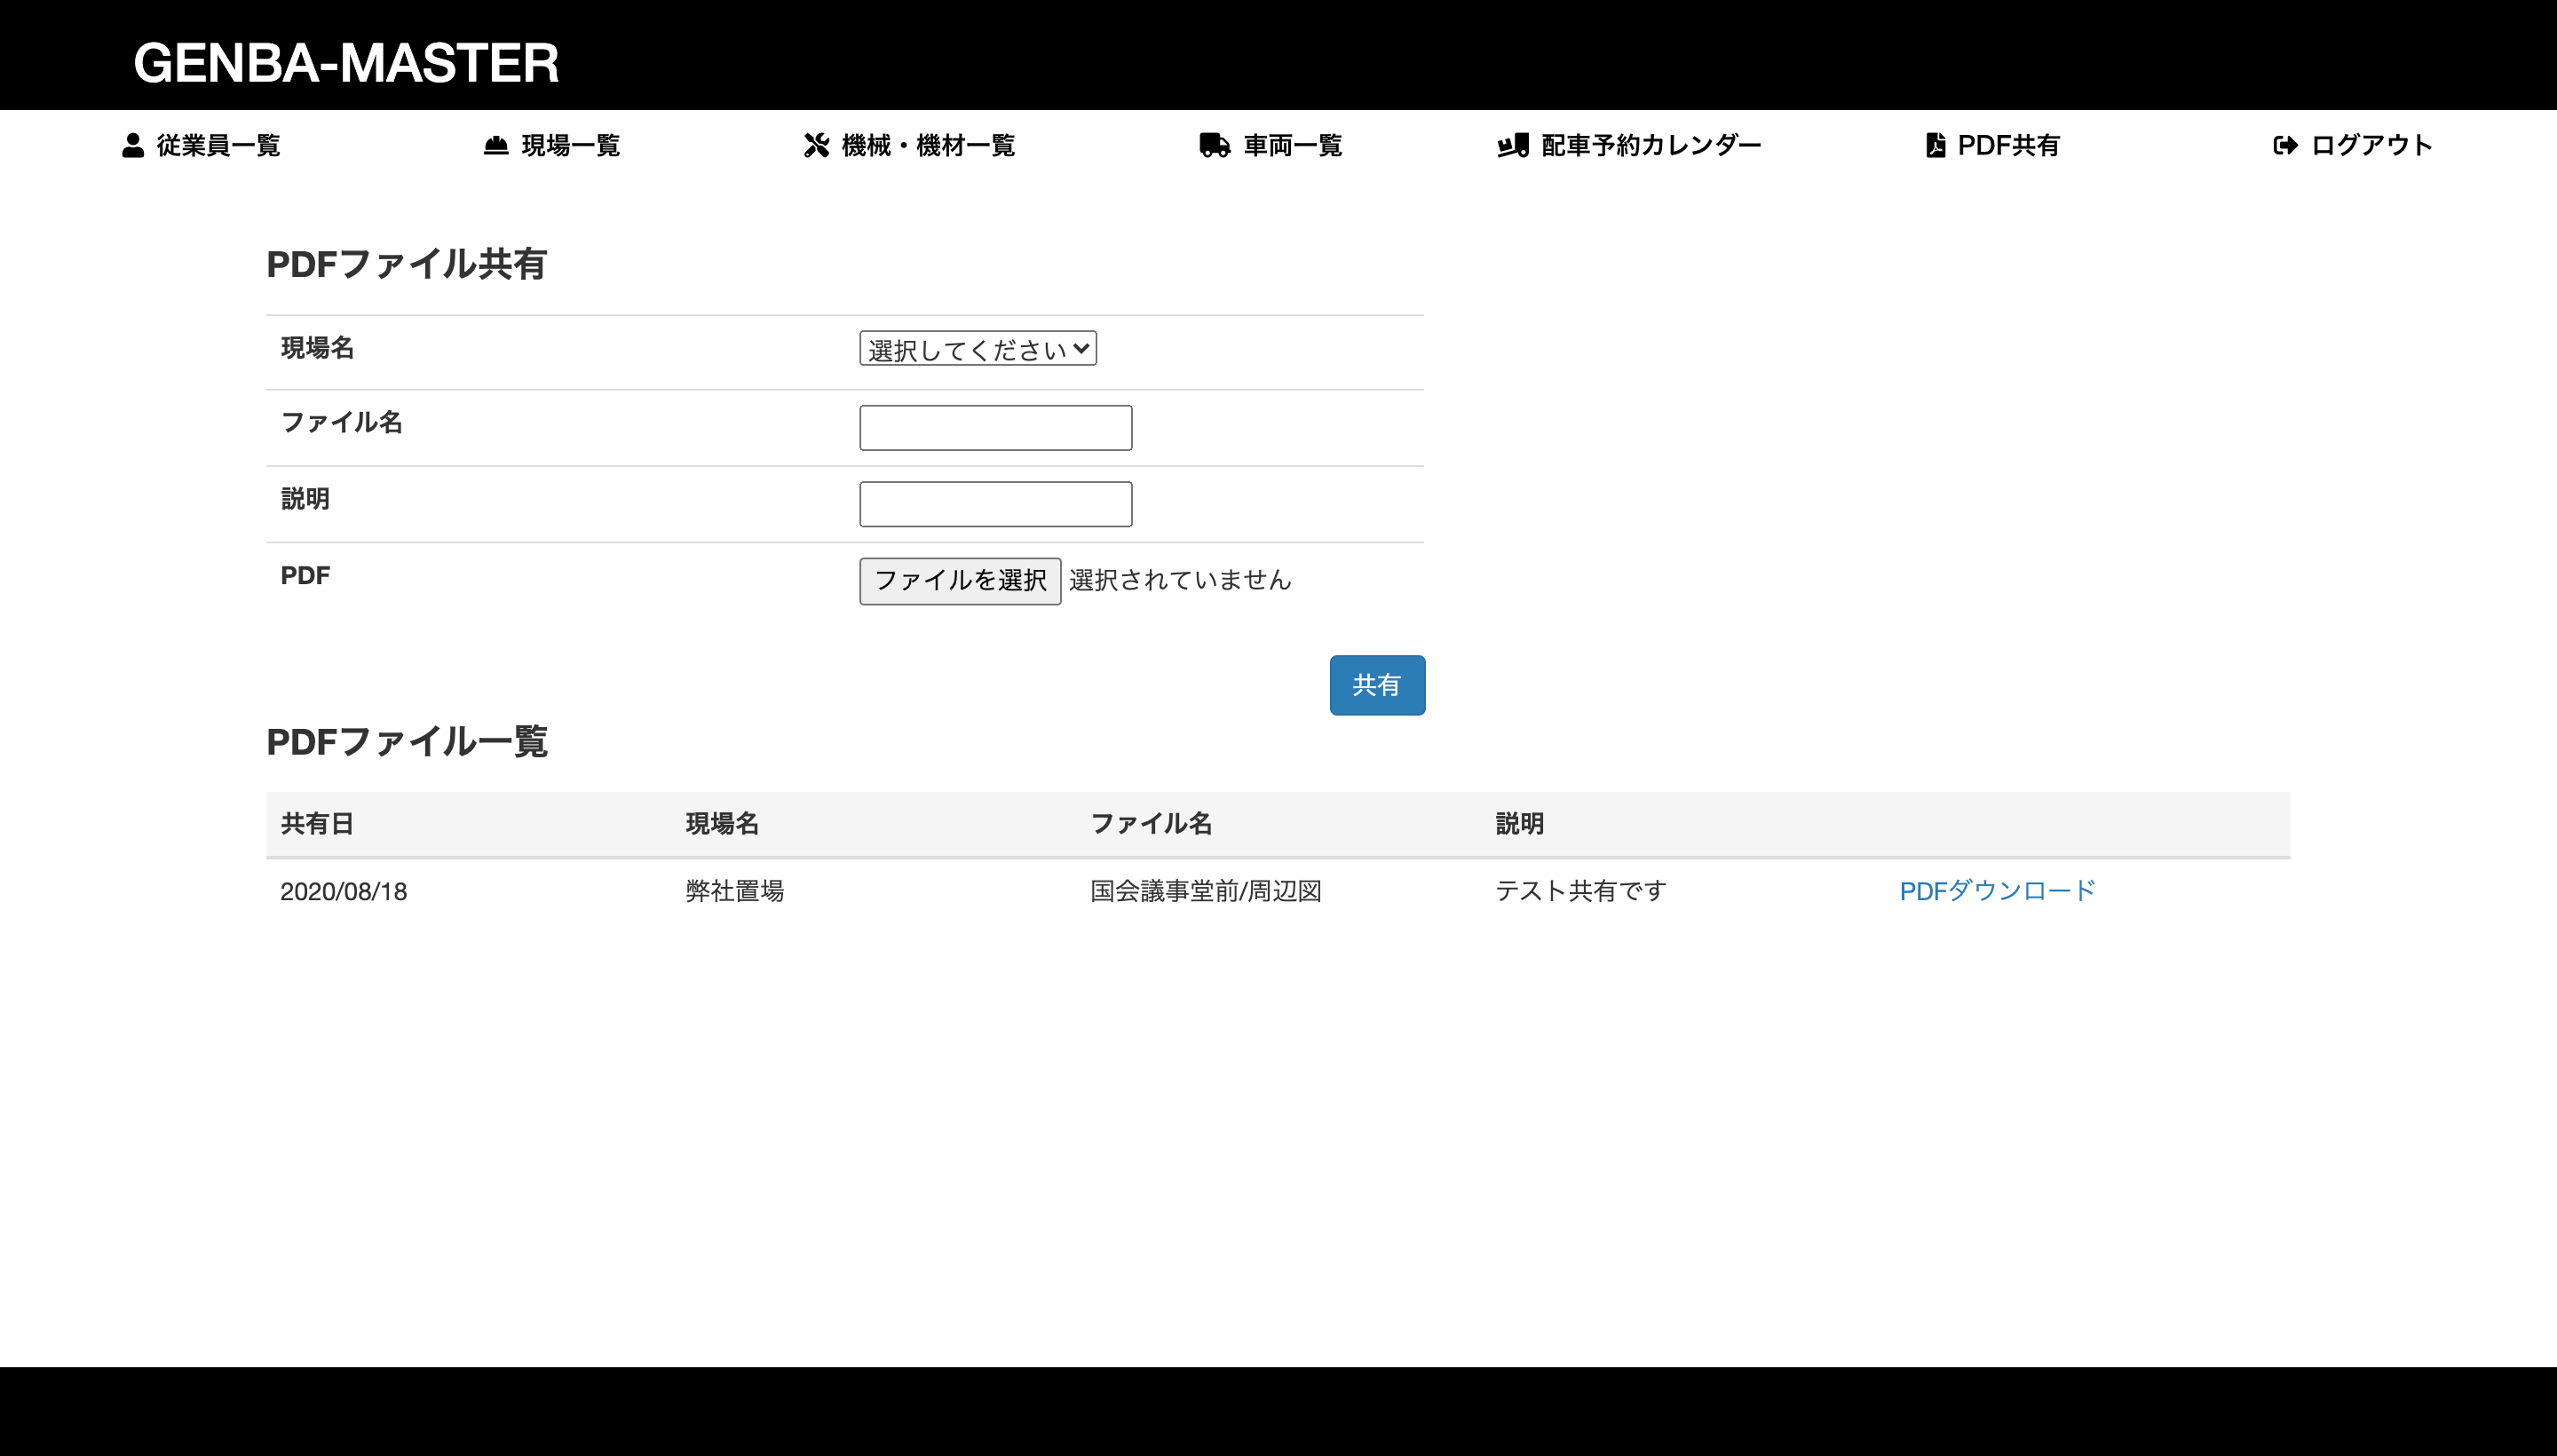 GENBA-MASTER
従業員一覧 現場一覧 機械・機材一覧 車両一覧 配車予約カレンダー PDF共有 ログアウト
PDFファイル共有
現場名 選択してください
ファイル名
説明
PDF ファイルを選択 選択されていません
共有
PDFファイル一覧
共有日 現場名 ファイル名 説明
2020/08/18 弊社置場 国会議事堂前/周辺図 テスト共有です PDFダウンロード